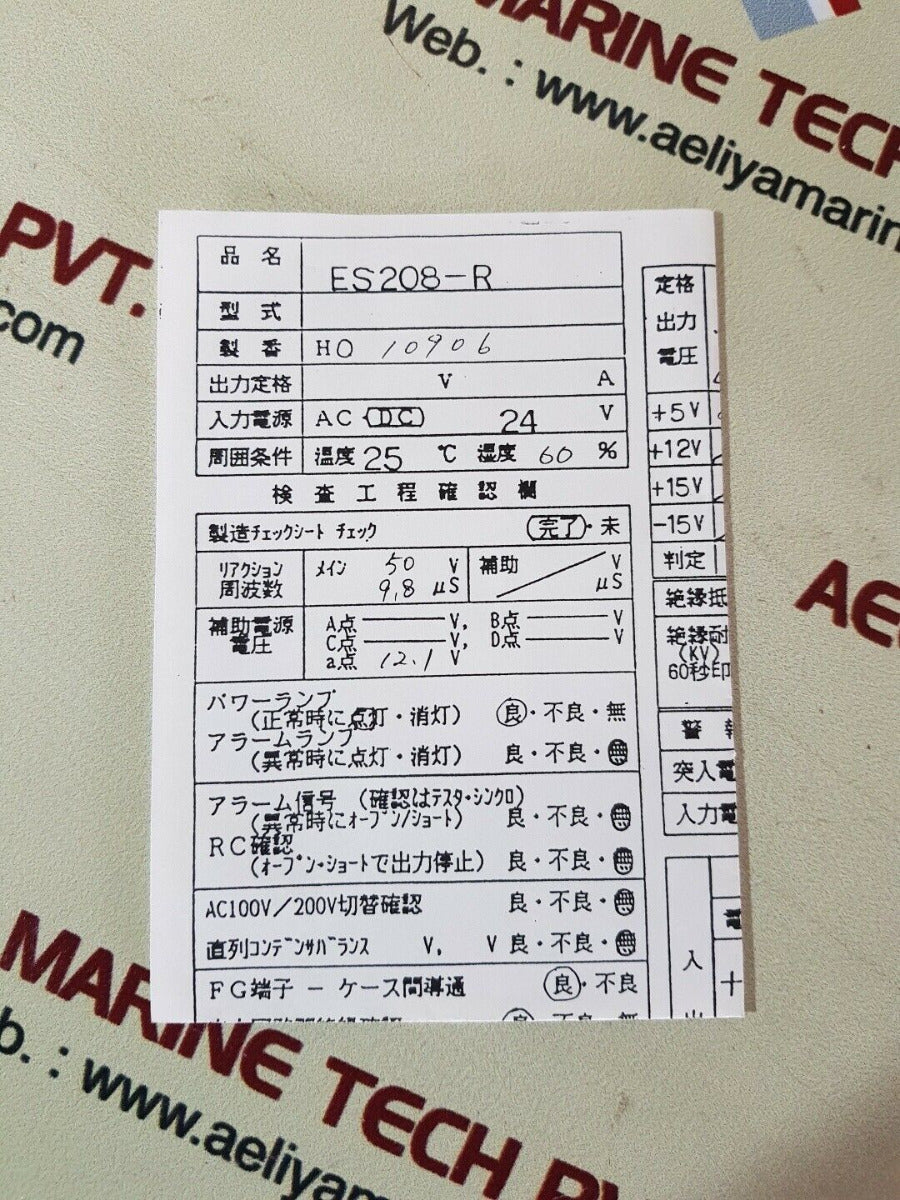 MARINE TECH
Web. : www.aeliyamarin
PVT.
com
品名 ES208-R
型式
製番 HO 10906
出力定格 V A
入力電源 AC DC 24 V
周囲条件 温度 25 ℃ 湿度 60 %
検査工程確認欄
製造チェックシート チェック 完了・未
リアクション周波数 メイン 50 V 補助 V
9.8 μS μS
補助電源電圧 A点 V, B点 V
C点 V, D点 V
a点 12.1 V
パワーランプ
(正常時に点灯・消灯) 良・不良・無
アラームランプ
(異常時に点灯・消灯) 良・不良・無
アラーム信号 (確認はテスタ・シンクロ)
(異常時にオープン/ショート) 良・不良・無
RC確認
(オープン・ショートで出力停止) 良・不良・無
AC100V/200V切替確認 良・不良・無
直列コンデンサバランス V, V 良・不良・無
FG端子 - ケース間導通 良・不良
定格
出力
電圧
+5V
+12V
+15V
-15V
判定
絶縁抵
絶縁耐
(KV)
60秒印
警報
突入電
入力電
入
出
電
+
AE
MARINE TECH P
b. : www.aeliyamar